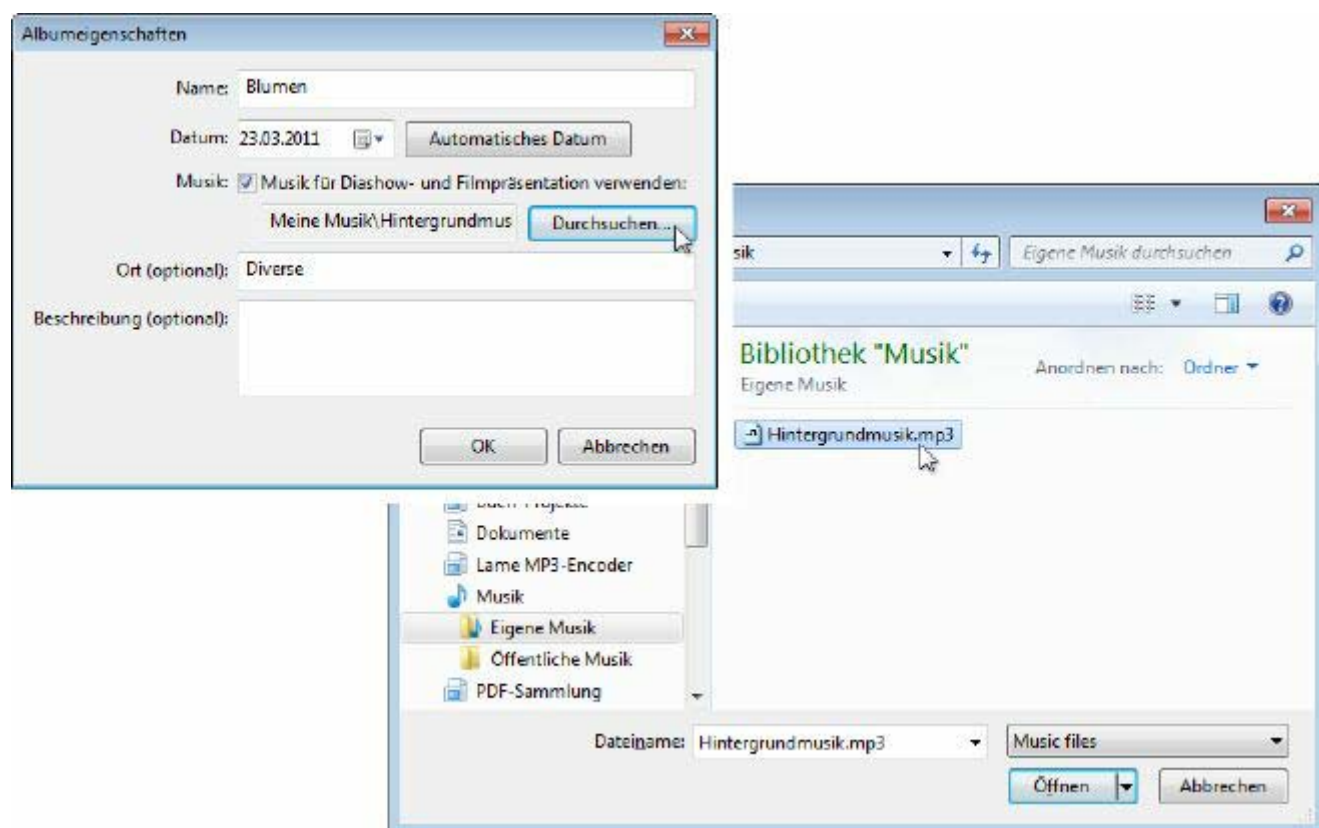 Albumeigenschaften
Name: Blumen
Datum: 23.03.2011 Automatisches Datum
Musik: Musik für Diashow- und Filmpräsentation verwenden:
Meine Musik\Hintergrundmus Durchsuchen...
Ort (optional): Diverse
Beschreibung (optional):
OK Abbrechen
sik Eigene Musik durchsuchen
Bibliothek "Musik"
Eigene Musik
Anordnen nach: Ordner
Hintergrundmusik.mp3
Dokumente
Lame MP3-Encoder
Musik
Eigene Musik
Öffentliche Musik
PDF-Sammlung
Dateiname: Hintergrundmusik.mp3 Music files
Öffnen Abbrechen